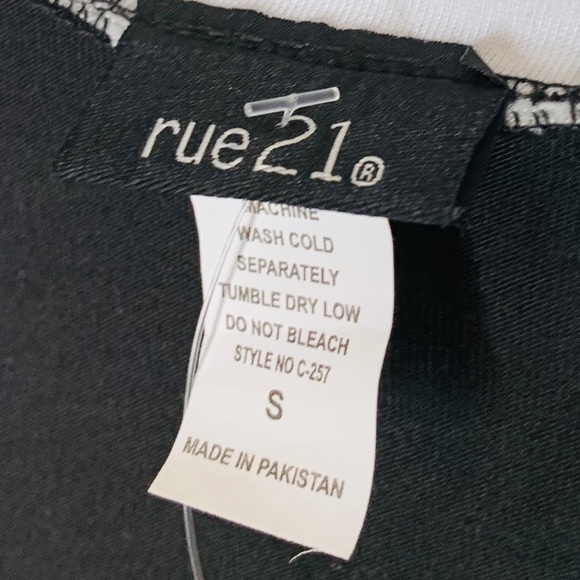 rue21®
MACHINE
WASH COLD
SEPARATELY
TUMBLE DRY LOW
DO NOT BLEACH
STYLE NO C-257
S
MADE IN PAKISTAN